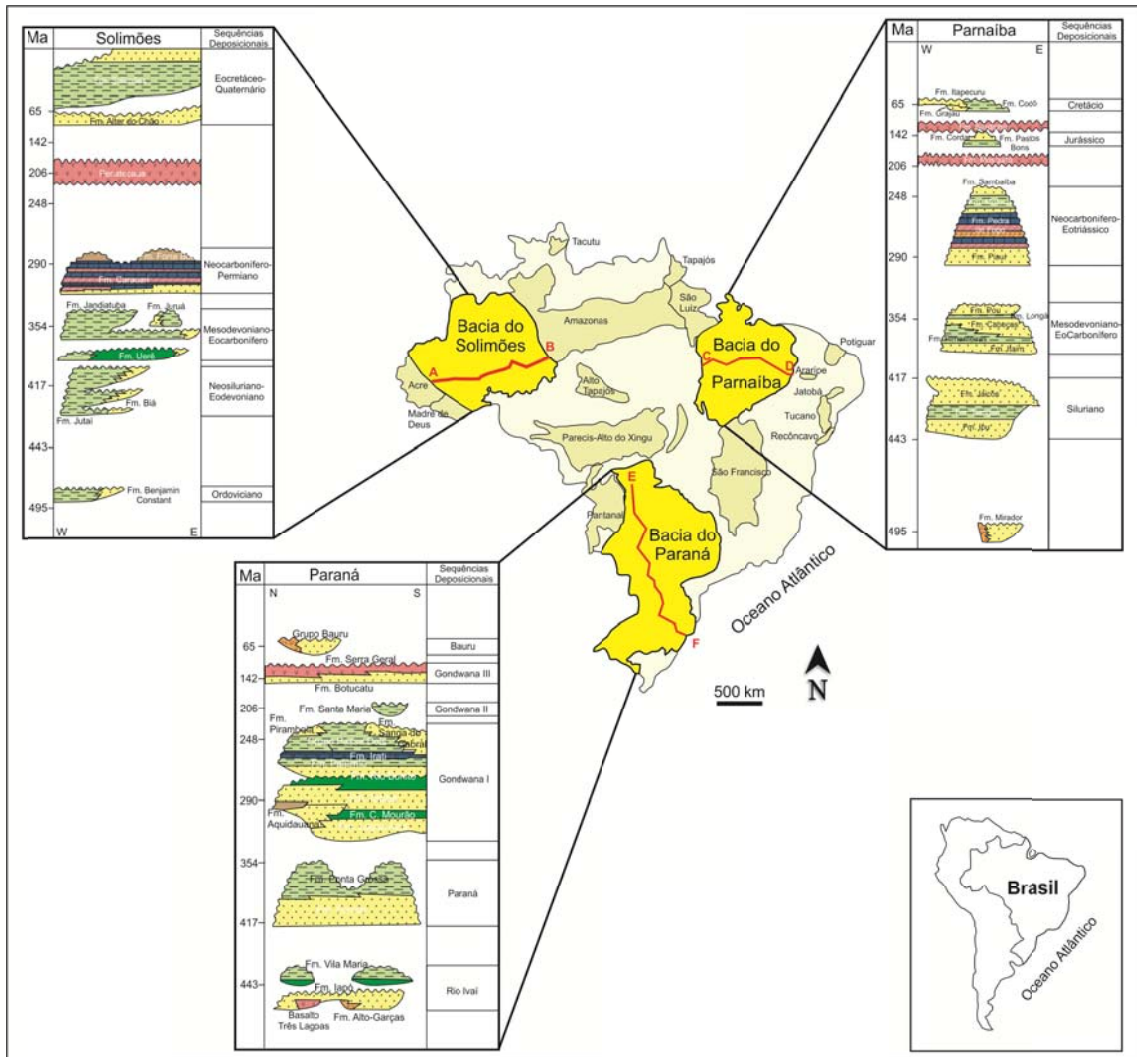 Ma
Solimões
Sequências
Deposicionais
Eocretáceo-
Quaternário
65
Fm. Alter do Chão
142
206
Penatecaua
248
290
Neocarbonífero-
Permiano
Fm. Carauari
Fm. Jandiatuba
Fm. Juruá
354
Mesodevoniano-
Eocarbonífero
Fm. Uerê
417
Neosiluriano-
Eodevoniano
Fm. Biá
Fm. Jutaí
443
Fm. Benjamin
Constant
Ordoviciano
495
W
E
Ma
Parnaíba
Sequências
Deposicionais
W
E
Fm. Itapecuru
65
Fm. Codó
Cretácio
Fm. Grajaú
142
Fm. Corda
Fm. Pastos
Bons
Jurássico
206
Fm. Sambaíba
248
Fm. Pedra
de Fogo
Neocarbonífero-
Eotriássico
Fm. Piauí
290
Fm. Poti
354
Fm. Longá
Fm. Cabeças
Mesodevoniano-
EoCarbonífero
Fm. Itaim
417
Fm. Jaicós
Siluriano
Fm. Ipu
443
Fm. Mirador
495
Ma
Paraná
Sequências
Deposicionais
N
S
Grupo Bauru
65
Bauru
Fm. Serra Geral
Gondwana III
142
Fm. Botucatu
206
Fm. Santa Maria
Gondwana II
Fm.
Pirambóia
Fm.
Sanga do
Cabral
248
Fm. Irati
Gondwana I
290
Fm.
Aquidauana
Fm. C. Mourão
354
Fm. Ponta Grossa
Paraná
417
Fm. Vila Maria
443
Fm. Iapó
Rio Ivaí
Basalto
Três Lagoas
Fm. Alto-Garças
Tacutu
Tapajós
São
Luiz
Amazonas
Bacia do
Solimões
A
B
Acre
Madre de
Deus
Alto
Tapajós
Bacia do
Parnaíba
C
D
Potiguar
Araripe
Jatobá
Tucano
Recôncavo
Parecis-Alto do Xingu
São Francisco
Pantanal
E
Bacia do
Paraná
F
Oceano Atlântico
N
500 km
Brasil
Oceano Atlântico